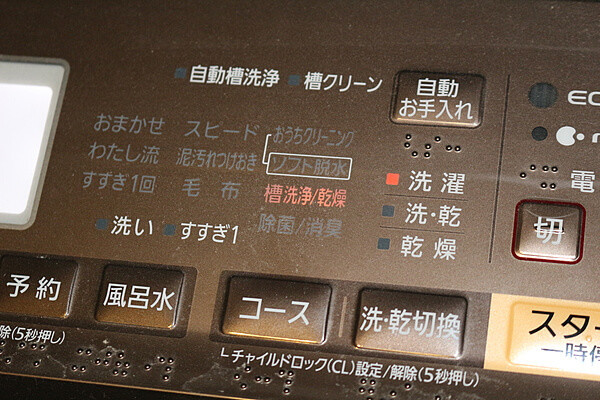 自動槽洗浄 槽クリーン
自動
お手入れ
おまかせ スピード おうちクリーニング
わたし流 泥汚れつけおき ソフト脱水
すすぎ1回 毛布 槽洗浄/乾燥
除菌/消臭
洗い すすぎ1
洗濯
洗・乾
乾燥
電
切
予約
風呂水
コース
洗・乾切換
スタ
一時停
除(5秒押し)
チャイルドロック(CL)設定/解除(5秒押し)